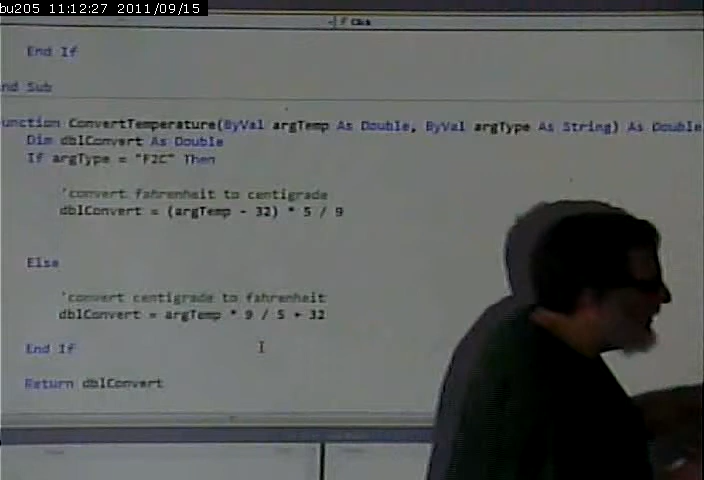 bu205 11:12:27 2011/09/15
End If
nd Sub
unction ConvertTemperature(ByVal argTemp As Double, ByVal argType As String) As Double
Dim dblConvert As Double
If argType = "F2C" Then
'convert fahrenheit to centigrade
dblConvert = (argTemp - 32) * 5 / 9
Else
'convert centigrade to fahrenheit
dblConvert = argTemp * 9 / 5 + 32
End If
Return dblConvert